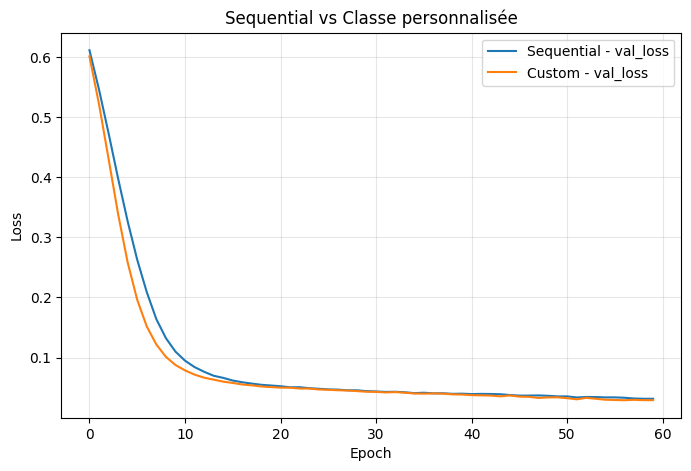 Sequential vs Classe personnalisée
Sequential - val_loss
Custom - val_loss
Loss
0.6
0.5
0.4
0.3
0.2
0.1
0 10 20 30 40 50 60
Epoch